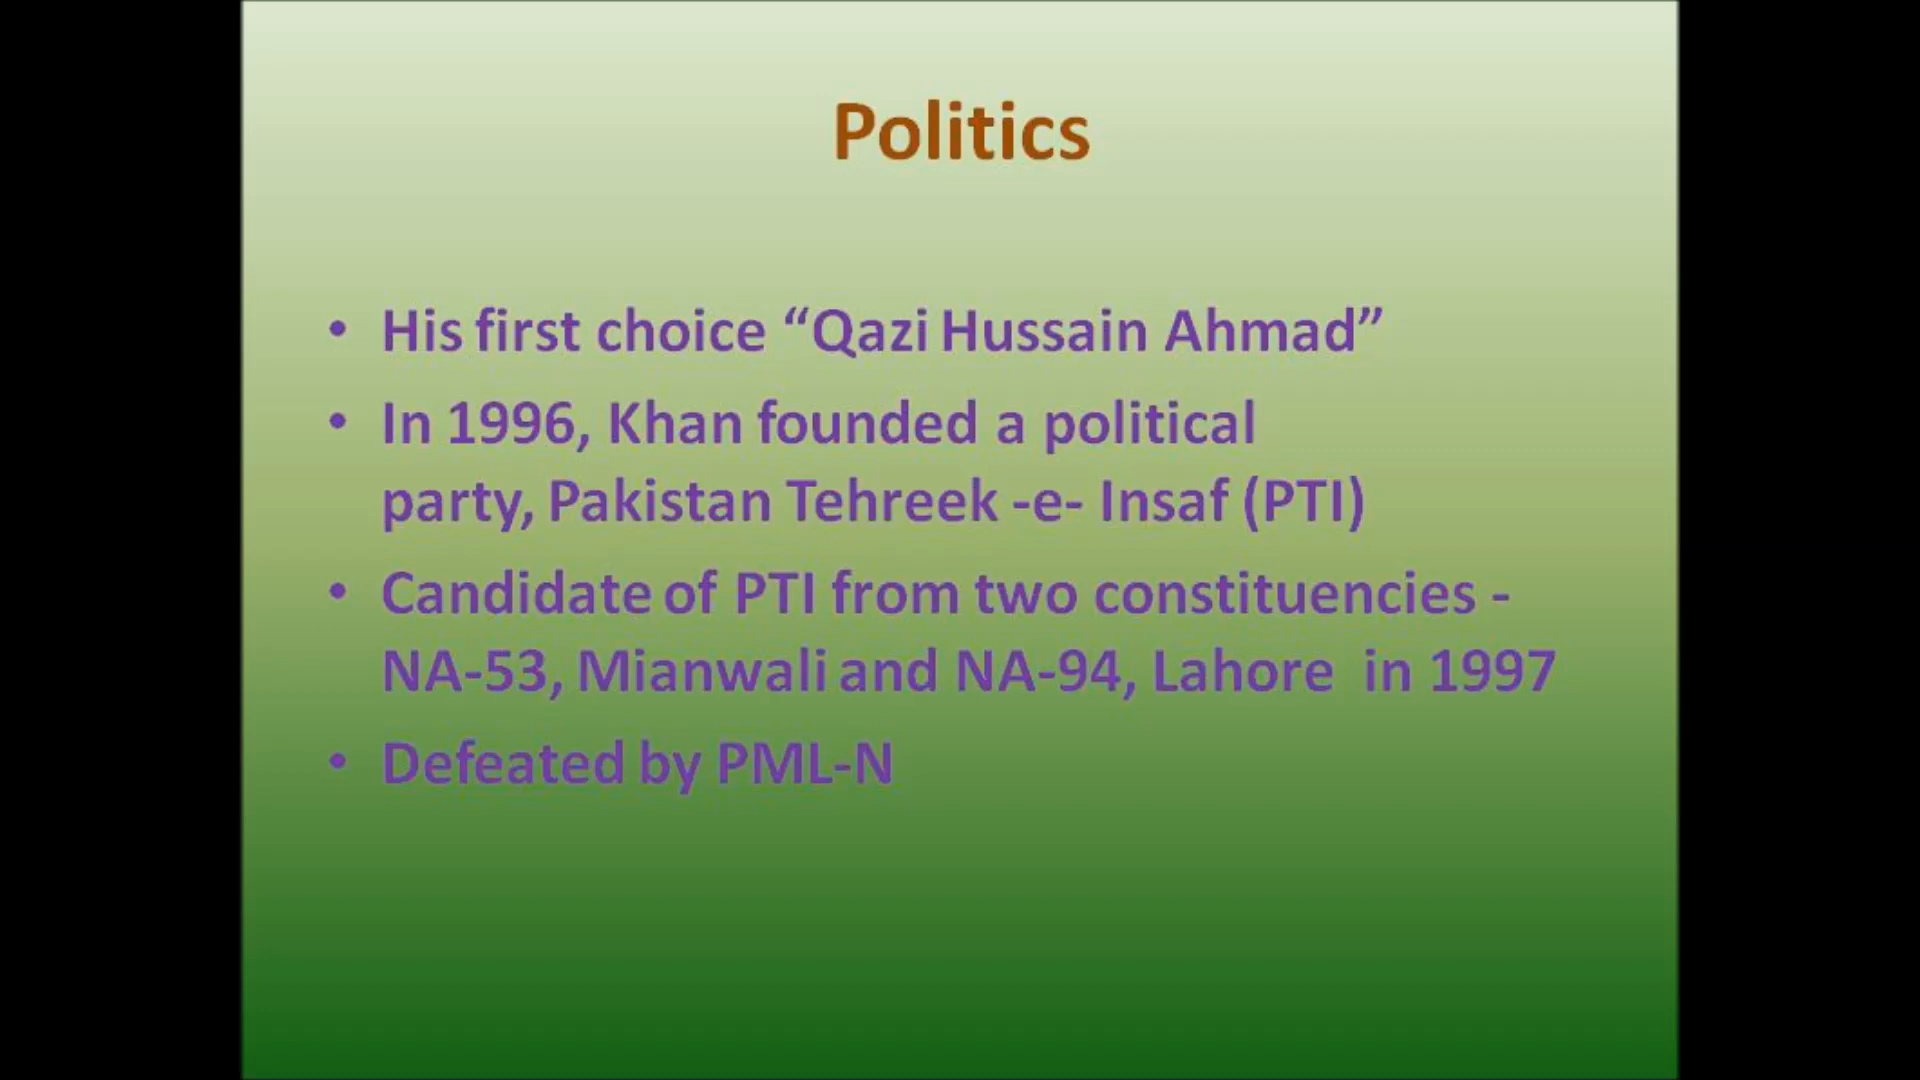 Politics
• His first choice “Qazi Hussain Ahmad”
• In 1996, Khan founded a political
party, Pakistan Tehreek -e- Insaf (PTI)
• Candidate of PTI from two constituencies -
NA-53, Mianwali and NA-94, Lahore in 1997
• Defeated by PML-N